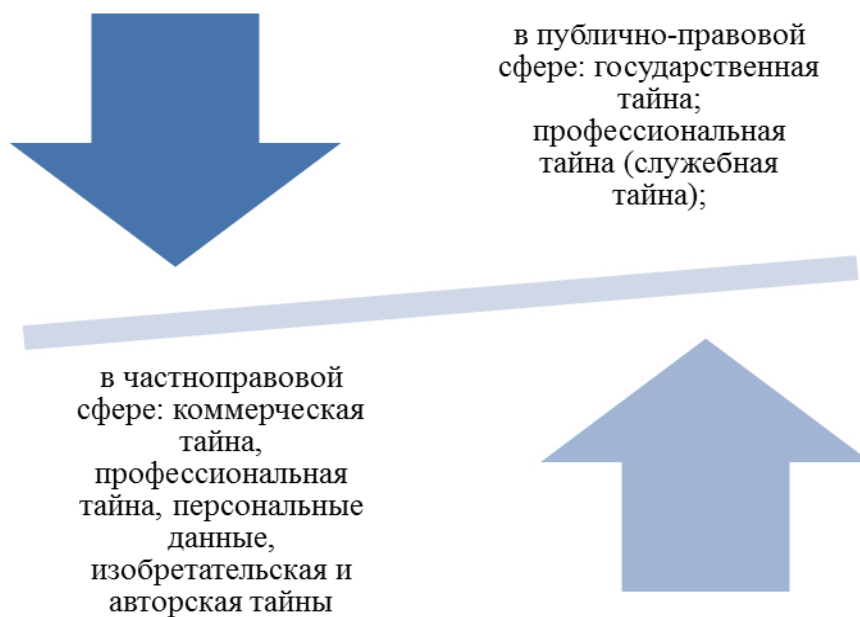 в публично-правовой
сфере: государственная
тайна;
профессиональная
тайна (служебная
тайна);
в частноправовой
сфере: коммерческая
тайна,
профессиональная
тайна, персональные
данные,
изобретательская и
авторская тайны